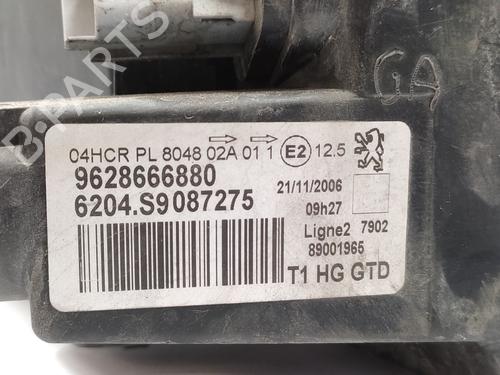 GA
04HCR PL 8048 02A 01 1 E2 12.5
9628666880
6204.S9087275
21/11/2006
09h27
Ligne2 7902
89001965
T1 HG GTD
B-PARTS